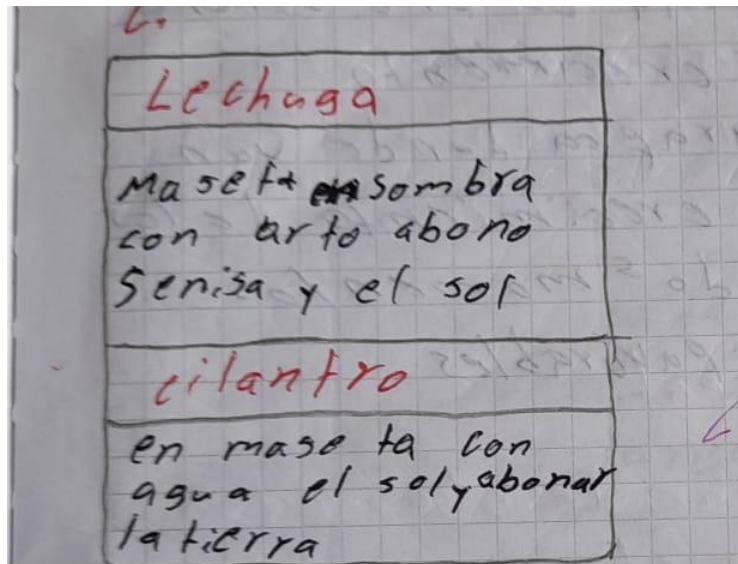 Lechuga
Maseta en sombra
con arto abono
Senisa y el sol
cilantro
en maseta con
agua el sol y abonar
la tierra